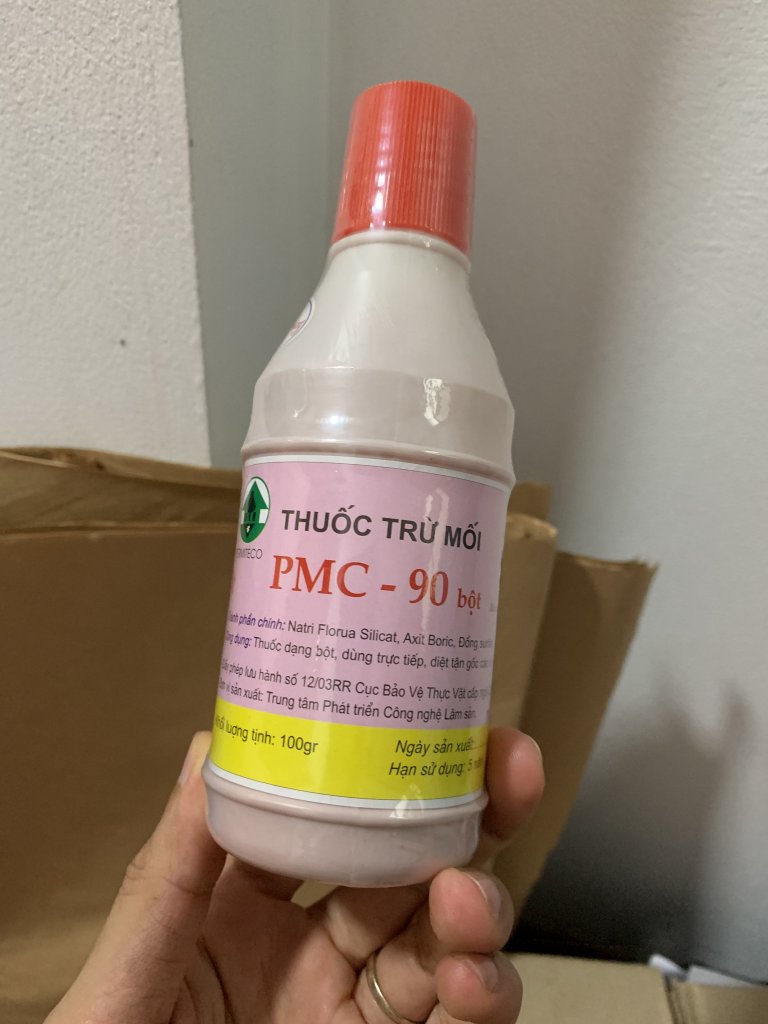 THUỐC TRỪ MỐI
PMC - 90 bột
phần chính: Natri Florua Silicat, Axit Boric, Đồng
dụng: Thuốc dạng bột, dùng trực tiếp, diệt tận gốc các
phép lưu hành số 12/03RR Cục Bảo Vệ Thực Vật cấp
vị sản xuất: Trung tâm Phát triển Công nghệ Lâm sản.
lượng tịnh: 100gr
Ngày sản xuất:
Hạn sử dụng: 5